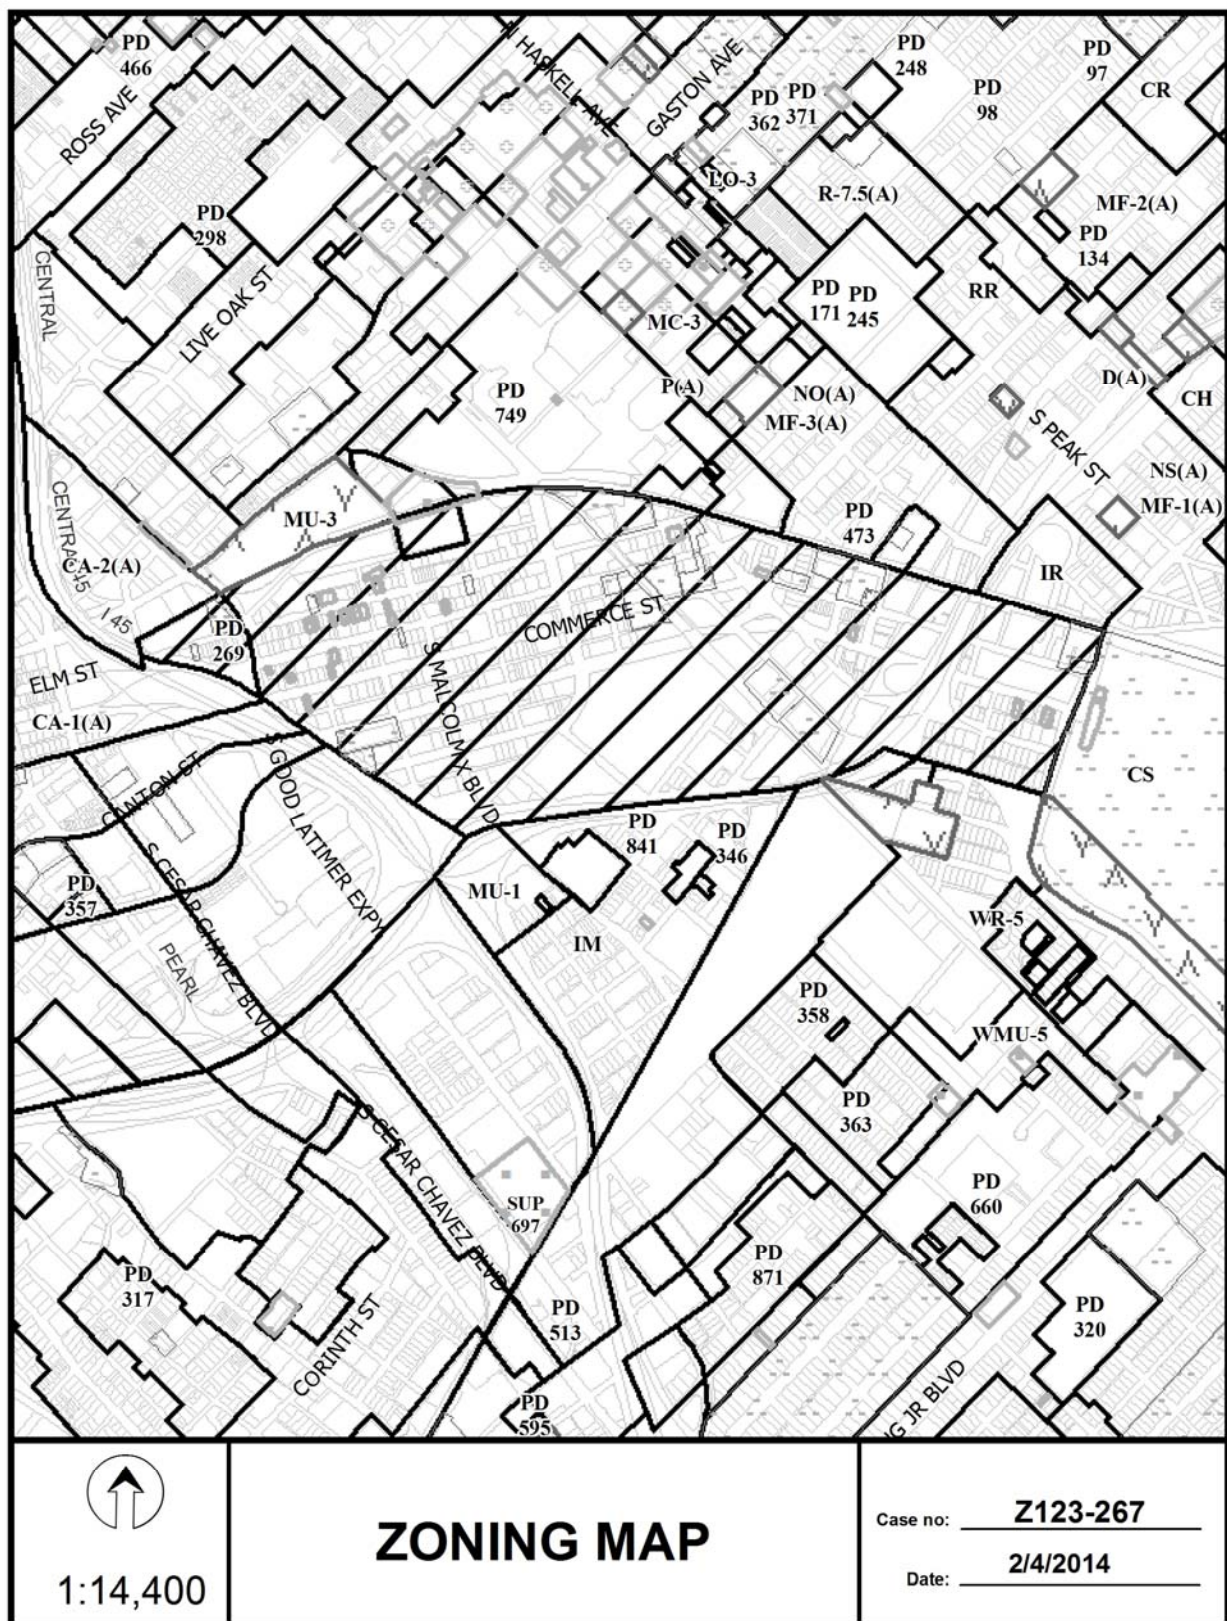 PD
466
ROSS AVE
N HASKELL AVE
GASTON AVE
PD
362
PD
371
PD
248
PD
98
PD
97
CR
LO-3
R-7.5(A)
MF-2(A)
PD
134
PD
298
CENTRAL
LIVE OAK ST
RR
PD
171
PD
245
MC-3
D(A)
CH
PD
749
P(A)
NO(A)
MF-3(A)
S PEAK ST
NS(A)
MF-1(A)
CENTRAL
I 45
MU-3
PD
473
CA-2(A)
IR
I 45
PD
269
COMMERCE ST
ELM ST
S MALCOLM X BLVD
CA-1(A)
CS
CANTON ST
S GOOD LATIMER EXPY
PD
841
PD
346
S CESAR CHAVEZ BLVD
PD
357
MU-1
WR-5
IM
PEARL
PD
358
WMU-5
PD
363
S CESAR CHAVEZ BLVD
SUP
697
PD
660
PD
871
PD
317
PD
513
PD
320
CORINTH ST
NG JR BLVD
PD
595
1:14,400
ZONING MAP
Case no: Z123-267
Date: 2/4/2014